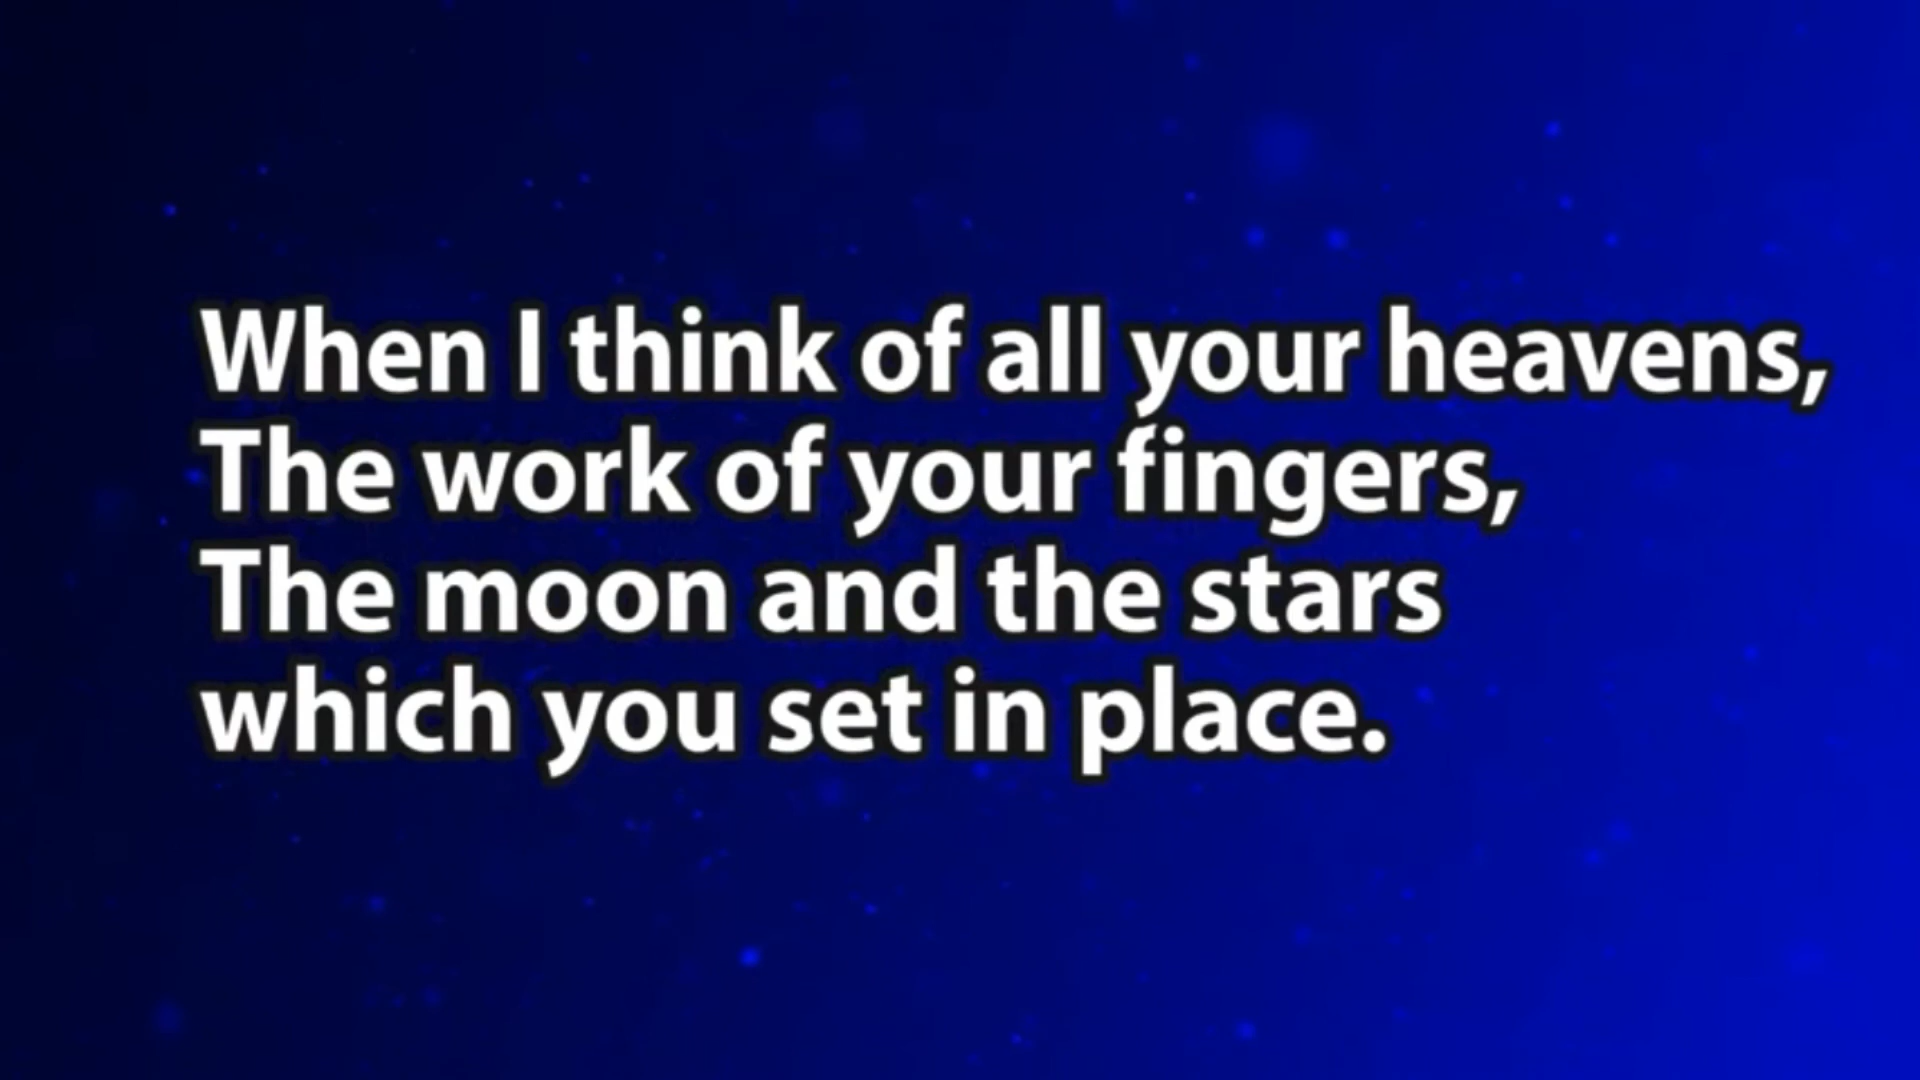 When I think of all your heavens,
The work of your fingers,
The moon and the stars
which you set in place.